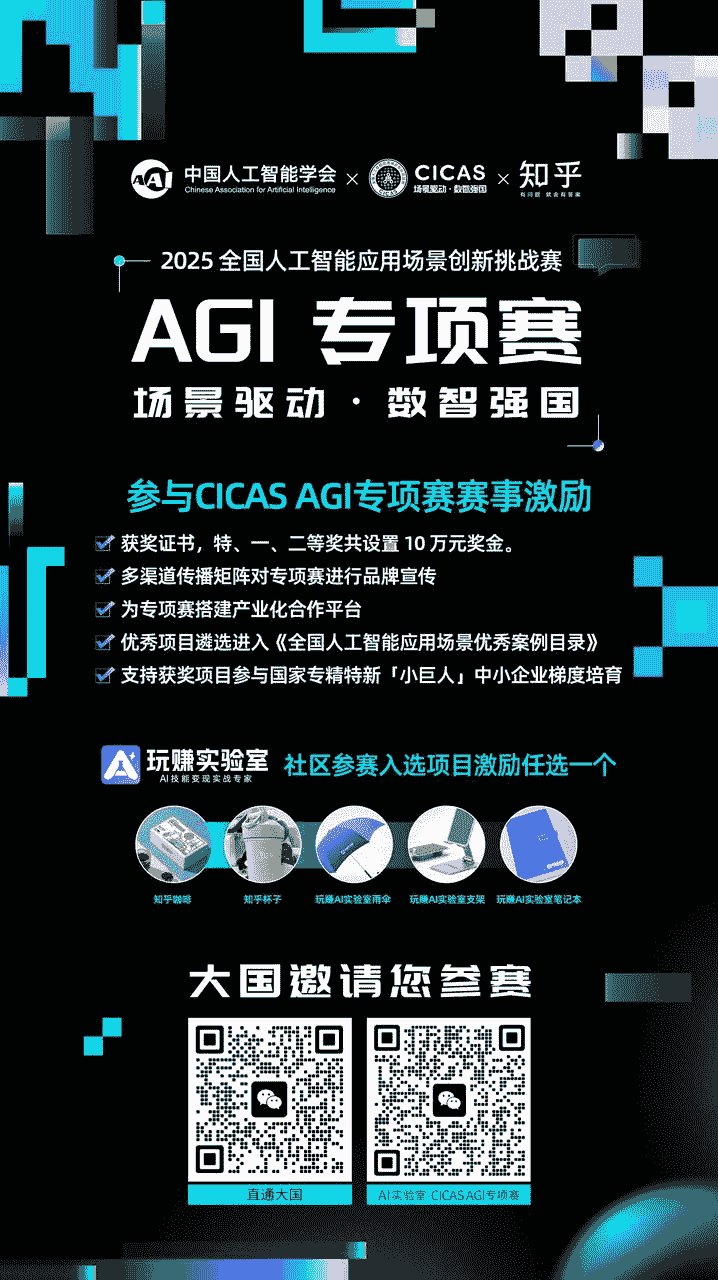 AAI 中国人工智能学会 × CICAS × 知乎
Chinese Association for Artificial Intelligence 场景驱动·数智强国 有问题 就会有答案
2025 全国人工智能应用场景创新挑战赛
AGI 专项赛
场景驱动·数智强国
参与CICAS AGI专项赛赛事激励
获奖证书，特、一、二等奖共设置 10 万元奖金。
多渠道传播矩阵对专项赛进行品牌宣传
为专项赛搭建产业化合作平台
优秀项目遴选进入《全国人工智能应用场景优秀案例目录》
支持获奖项目参与国家专精特新「小巨人」中小企业梯度培育
玩赚实验室 社区参赛入选项目激励任选一个
AI技能变现实战专家
知乎咖啡 知乎杯子 玩赚AI实验室雨伞 玩赚AI实验室支架 玩赚AI实验室笔记本
大国邀请您参赛
直通大国 AI实验室·CICAS AGI专项赛